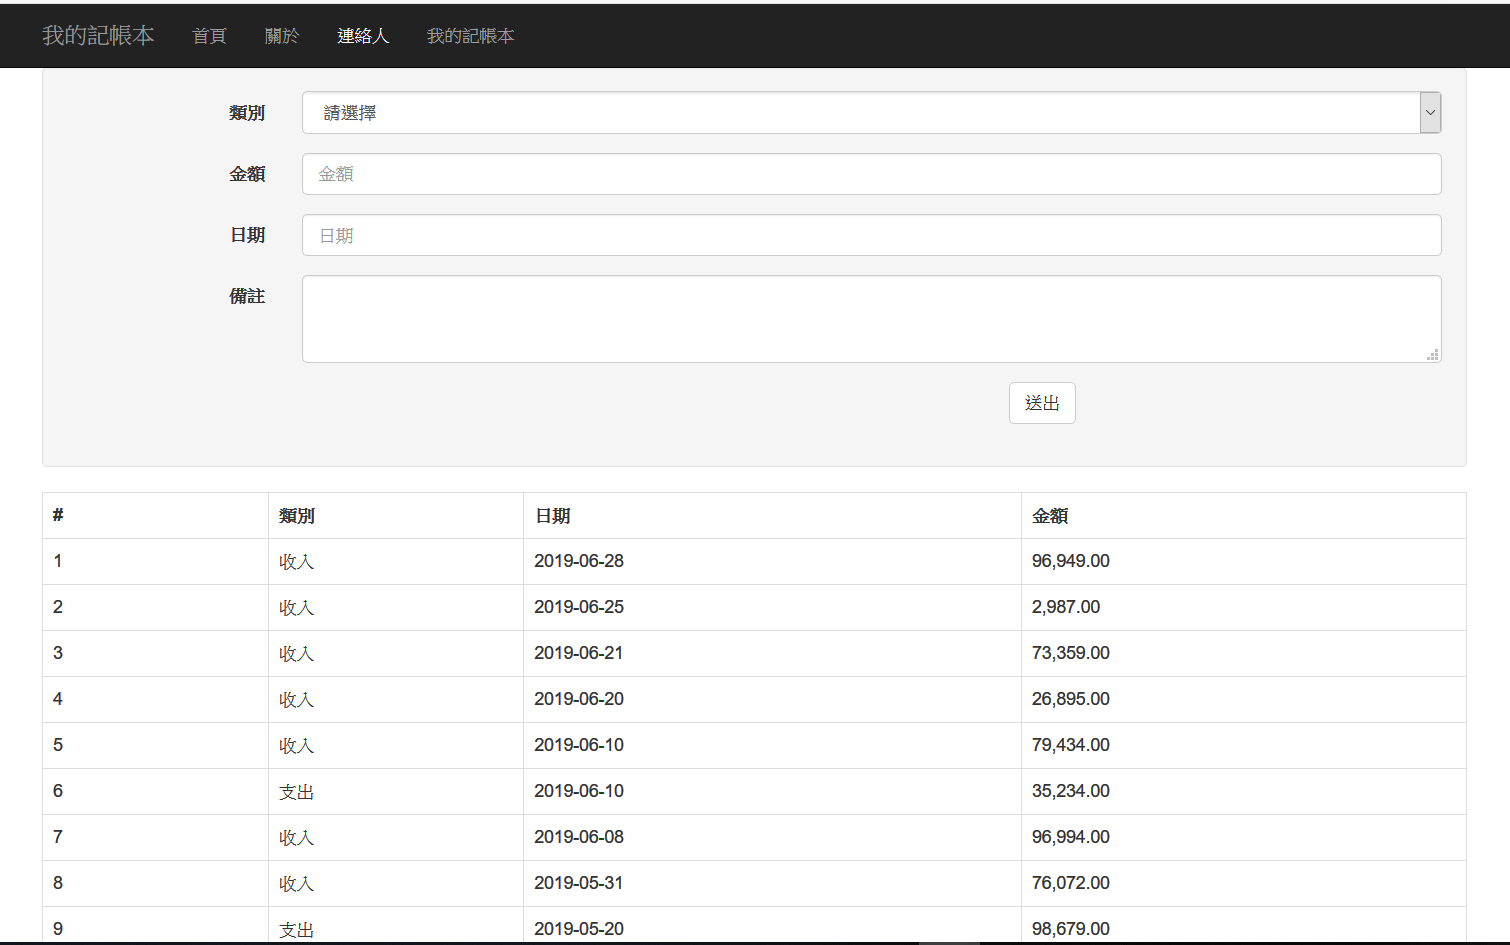 我的記帳本 首頁 關於 連絡人 我的記帳本
類別 請選擇
金額 金額
日期 日期
備註
送出
# 類別 日期 金額
1 收入 2019-06-28 96,949.00
2 收入 2019-06-25 2,987.00
3 收入 2019-06-21 73,359.00
4 收入 2019-06-20 26,895.00
5 收入 2019-06-10 79,434.00
6 支出 2019-06-10 35,234.00
7 收入 2019-06-08 96,994.00
8 收入 2019-05-31 76,072.00
9 支出 2019-05-20 98,679.00